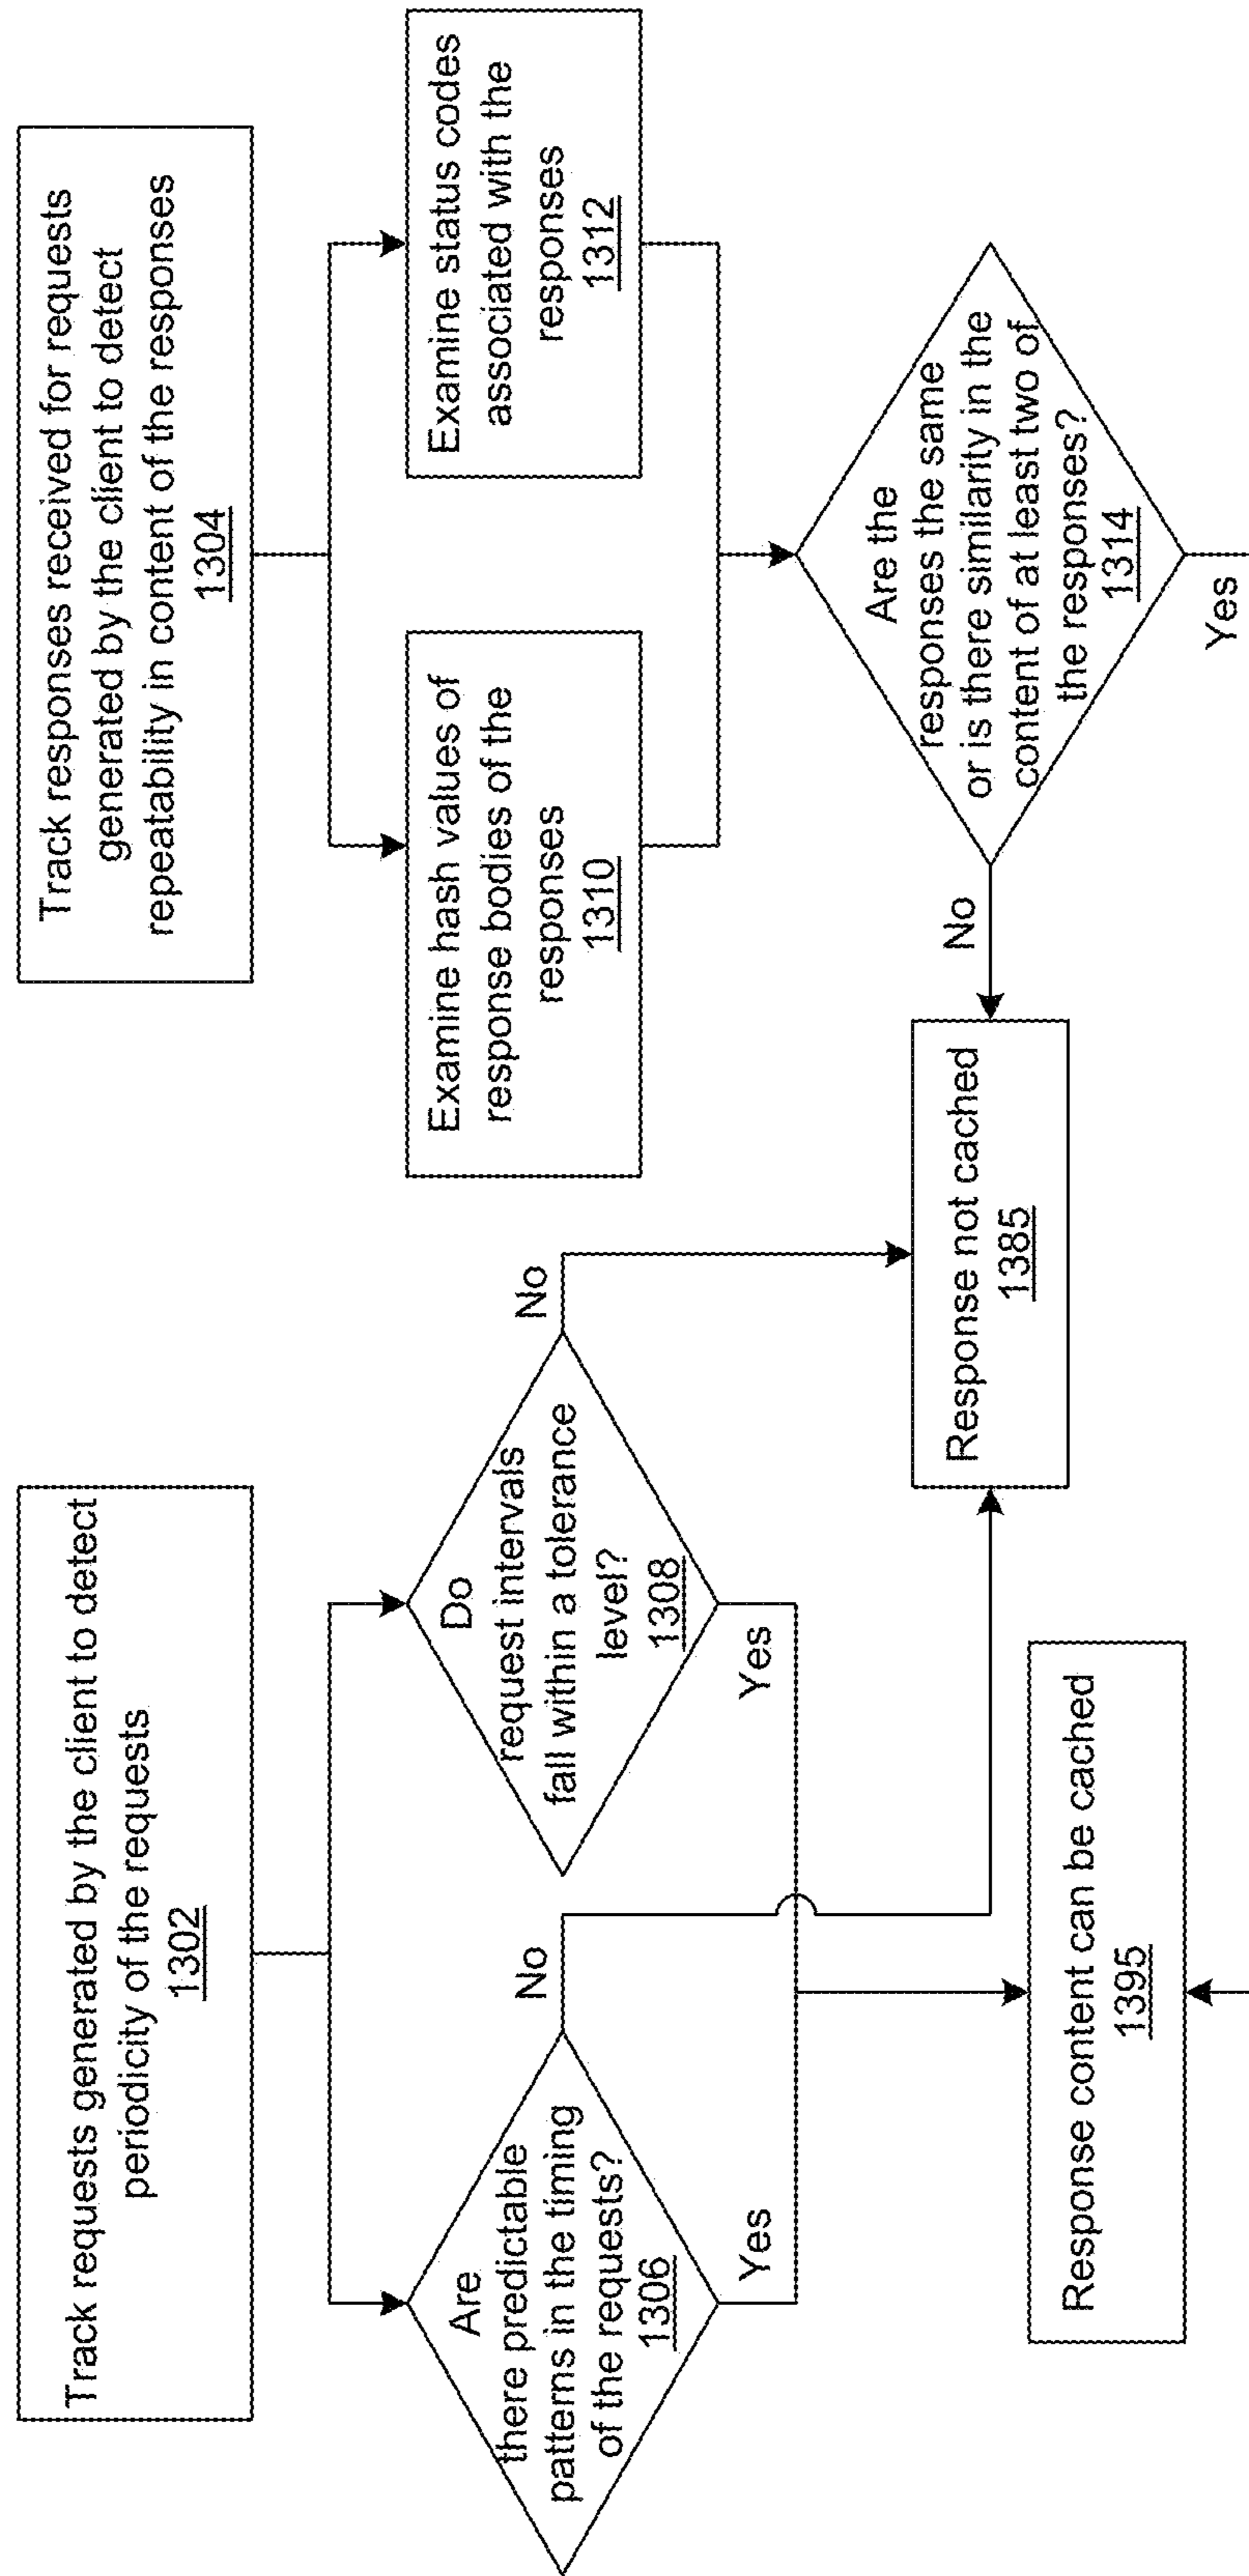 Track requests generated by the client to detect
periodicity of the requests
1302
Track responses received for requests
generated by the client to detect
repeatability in content of the responses
1304
Are
there predictable
patterns in the timing
of the requests?
1306
No
Yes
Do
request intervals
fall within a tolerance
level?
1308
No
Yes
Examine hash values of
response bodies of the
responses
1310
Examine status codes
associated with the
responses
1312
Are the
responses the same
or is there similarity in the
content of at least two of
the responses?
1314
No
Yes
Response not cached
1385
Response content can be cached
1395